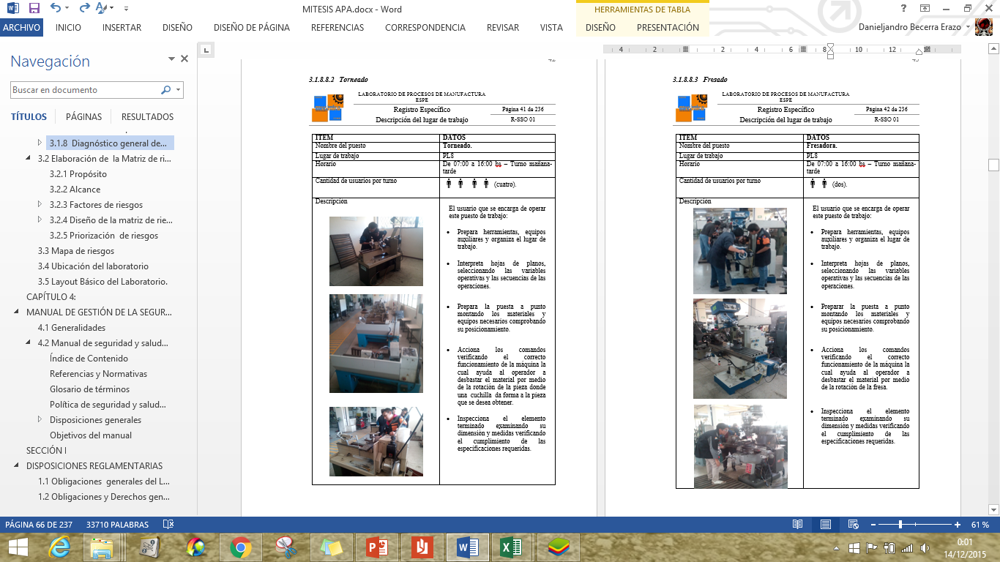 MITESIS APA.docx - Word
HERRAMIENTAS DE TABLA
?
ARCHIVO INICIO INSERTAR DISEÑO DISEÑO DE PÁGINA REFERENCIAS CORRESPONDENCIA REVISAR VISTA DISEÑO PRESENTACIÓN
Danieljandro Becerra Erazo
Navegación
Buscar en documento
TÍTULOS PÁGINAS RESULTADOS
3.1.8 Diagnóstico general de...
3.2 Elaboración de la Matriz de ri...
3.2.1 Propósito
3.2.2 Alcance
3.2.3 Factores de riesgos
3.2.4 Diseño de la matriz de rie...
3.2.5 Priorización de riesgos
3.3 Mapa de riesgos
3.4 Ubicación del laboratorio
3.5 Layout Básico del Laboratorio.
CAPÍTULO 4:
MANUAL DE GESTIÓN DE LA SEGUR...
4.1 Generalidades
4.2 Manual de seguridad y salud...
Índice de Contenido
Referencias y Normativas
Glosario de términos
Política de seguridad y salud...
Disposiciones generales
Objetivos del manual
SECCIÓN I
DISPOSICIONES REGLAMENTARIAS
1.1 Obligaciones generales del L...
1.2 Obligaciones y Derechos gen...
4 2 2 4 6 8 10 12
3.1.8.8.2 Torneado
LABORATORIO DE PROCESOS DE MANUFACTURA
ESPE
Registro Específico
Página 41 de 236
Descripción del lugar de trabajo
R-SSO 01
ITEM DATOS
Nombre del puesto Torneado.
Lugar de trabajo PL8
Horario De 07:00 a 16:00 hs – Turno mañana-
tarde
Cantidad de usuarios por turno (cuatro).
Descripción
El usuario que se encarga de operar
este puesto de trabajo:
• Prepara herramientas, equipos
auxiliares y organiza el lugar de
trabajo.
• Interpreta hojas de planos,
seleccionando las variables
operativas y las secuencias de las
operaciones.
• Prepara la puesta a punto
montando los materiales y
equipos necesarios comprobando
su posicionamiento.
• Acciona los comandos
verificando el correcto
funcionamiento de la máquina la
cual ayuda al operador a
desbastar el material por medio
de la rotación de la pieza donde
una cuchilla da forma a la pieza
que se desea obtener.
• Inspecciona el elemento
terminado examinando su
dimensión y medidas verificando
el cumplimiento de las
especificaciones requeridas.
3.1.8.8.3 Fresado
LABORATORIO DE PROCESOS DE MANUFACTURA
ESPE
Registro Específico
Página 42 de 236
Descripción del lugar de trabajo
R-SSO 01
ITEM DATOS
Nombre del puesto Fresadora.
Lugar de trabajo PL8
Horario De 07:00 a 16:00 hs – Turno mañana-
tarde
Cantidad de usuarios por turno (dos).
Descripción
El usuario que se encarga de operar
este puesto de trabajo:
• Prepara herramientas, equipos
auxiliares y organiza el lugar de
trabajo.
• Interpreta hojas de planos,
seleccionando las variables
operativas y las secuencias de las
operaciones.
• Preparar la puesta a punto
montando los materiales y
equipos necesarios comprobando
su posicionamiento.
• Acciona los comandos
verificando el correcto
funcionamiento de la máquina la
cual ayuda al operador a
desbastar el material por medio
de la rotación de la fresa.
• Inspecciona el elemento
terminado examinando su
dimensión y medidas verificando
el cumplimiento de las
especificaciones requeridas.
PÁGINA 66 DE 237 33710 PALABRAS 61 %
0:01
14/12/2015